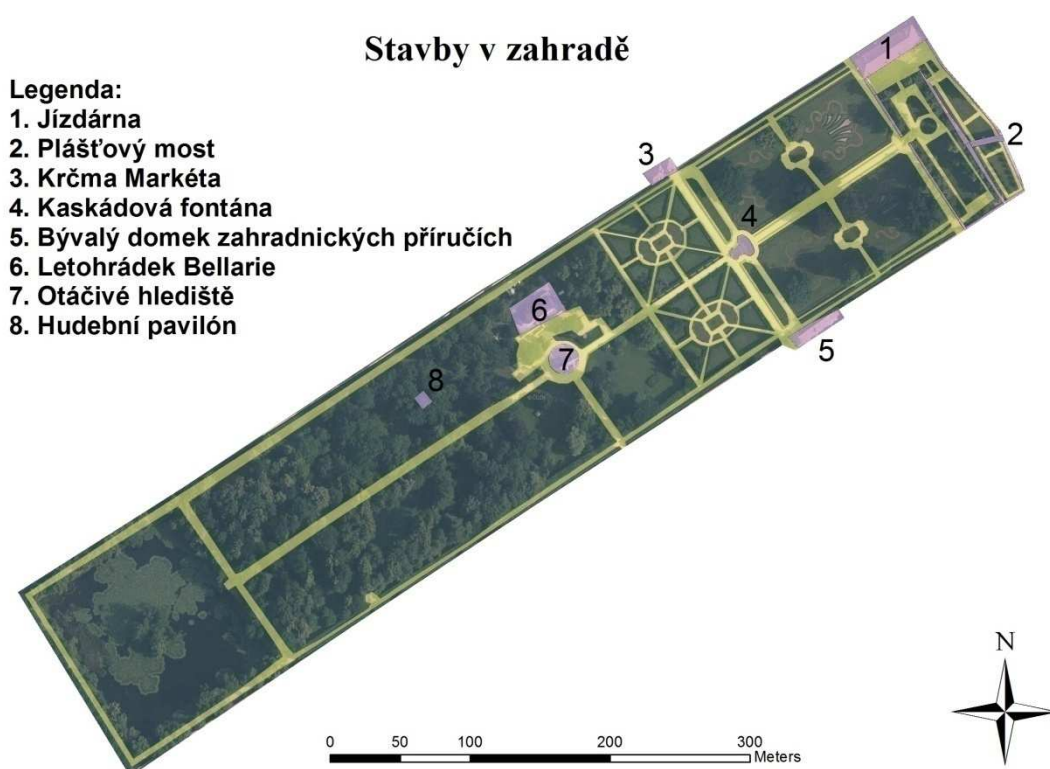 Stavby v zahradě
Legenda:
1. Jízdárna
2. Plášťový most
3. Krčma Markéta
4. Kaskádová fontána
5. Bývalý domek zahradnických příručích
6. Letohrádek Bellarie
7. Otáčivé hlediště
8. Hudební pavilón
1
2
3
4
5
6
7
8
N
0 50 100 200 300
Meters